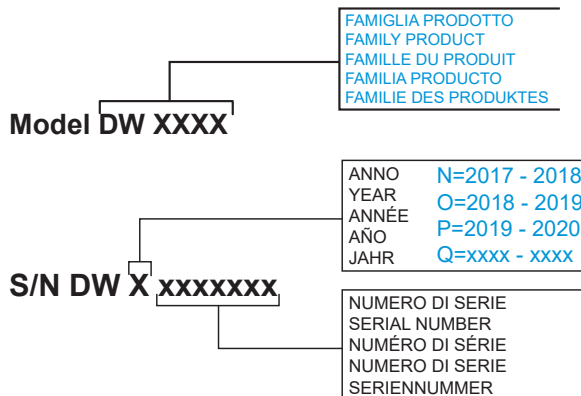 FAMIGLIA PRODOTTO
FAMILY PRODUCT
FAMILLE DU PRODUIT
FAMILIA PRODUCTO
FAMILIE DES PRODUKTES
Model DW XXXX
ANNO
YEAR
ANNÉE
AÑO
JAHR
N=2017 - 2018
O=2018 - 2019
P=2019 - 2020
Q=xxxx - xxxx
S/N DW X xxxxxxx
NUMERO DI SERIE
SERIAL NUMBER
NUMÉRO DI SÉRIE
NUMERO DI SERIE
SERIENNUMMER